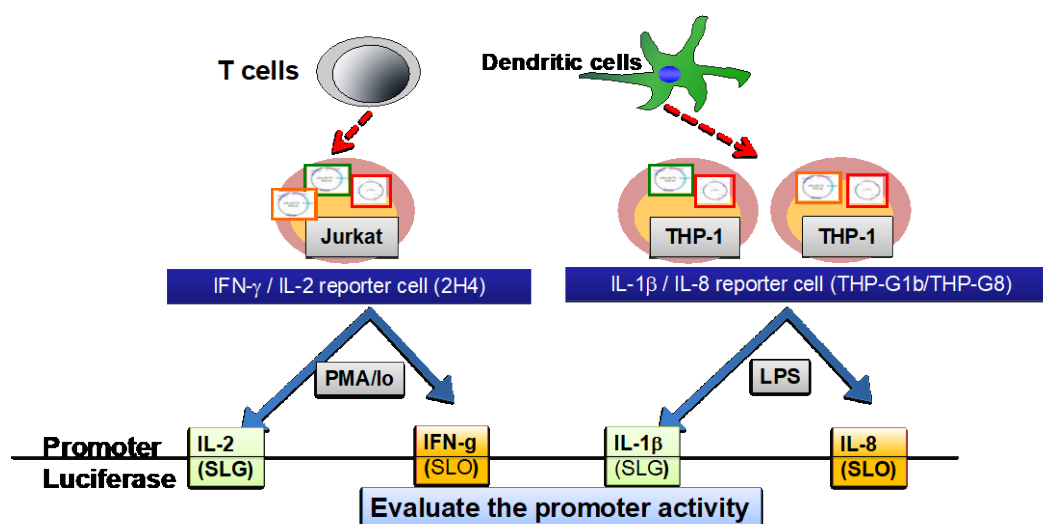 T cells
Dendritic cells
Jurkat
THP-1
THP-1
IFN-γ / IL-2 reporter cell (2H4)
IL-1β / IL-8 reporter cell (THP-G1b/THP-G8)
PMA/Io
LPS
Promoter
Luciferase
IL-2
(SLG)
IFN-g
(SLO)
IL-1β
(SLG)
IL-8
(SLO)
Evaluate the promoter activity